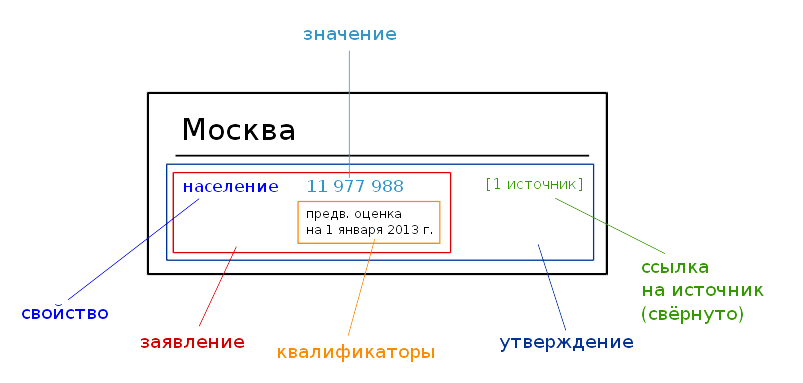 значение
Москва
население 11 977 988 [1 источник]
предв. оценка
на 1 января 2013 г.
ссылка
на источник
(свёрнуто)
свойство
заявление
квалификаторы
утверждение